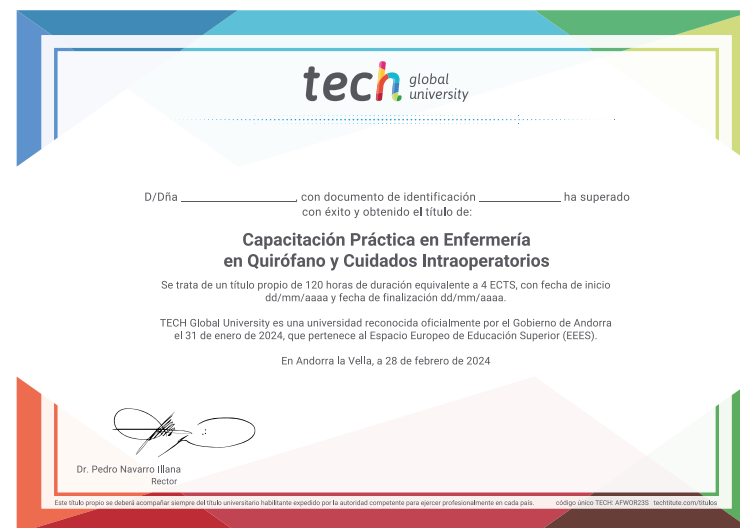 tech global
university
D/Dña ____________________, con documento de identificación ______________ ha superado
con éxito y obtenido el título de:
Capacitación Práctica en Enfermería
en Quirófano y Cuidados Intraoperatorios
Se trata de un título propio de 120 horas de duración equivalente a 4 ECTS, con fecha de inicio
dd/mm/aaaa y fecha de finalización dd/mm/aaaa.
TECH Global University es una universidad reconocida oficialmente por el Gobierno de Andorra
el 31 de enero de 2024, que pertenece al Espacio Europeo de Educación Superior (EEES).
En Andorra la Vella, a 28 de febrero de 2024
Dr. Pedro Navarro Illana
Rector
Este título propio se deberá acompañar siempre del título universitario habilitante expedido por la autoridad competente para ejercer profesionalmente en cada país. código único TECH: AFWOR23S techtitute.com/titulos